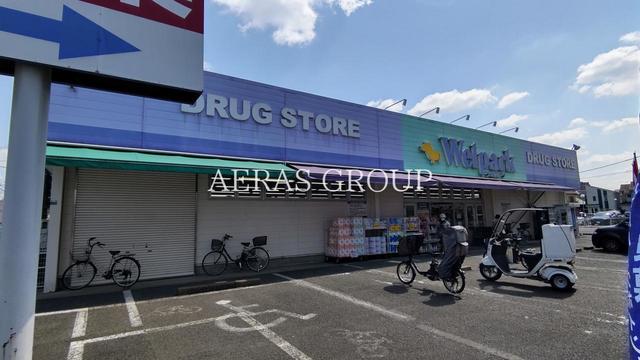 DRUG STORE
Welpark
DRUG STORE
AERAS GROUP